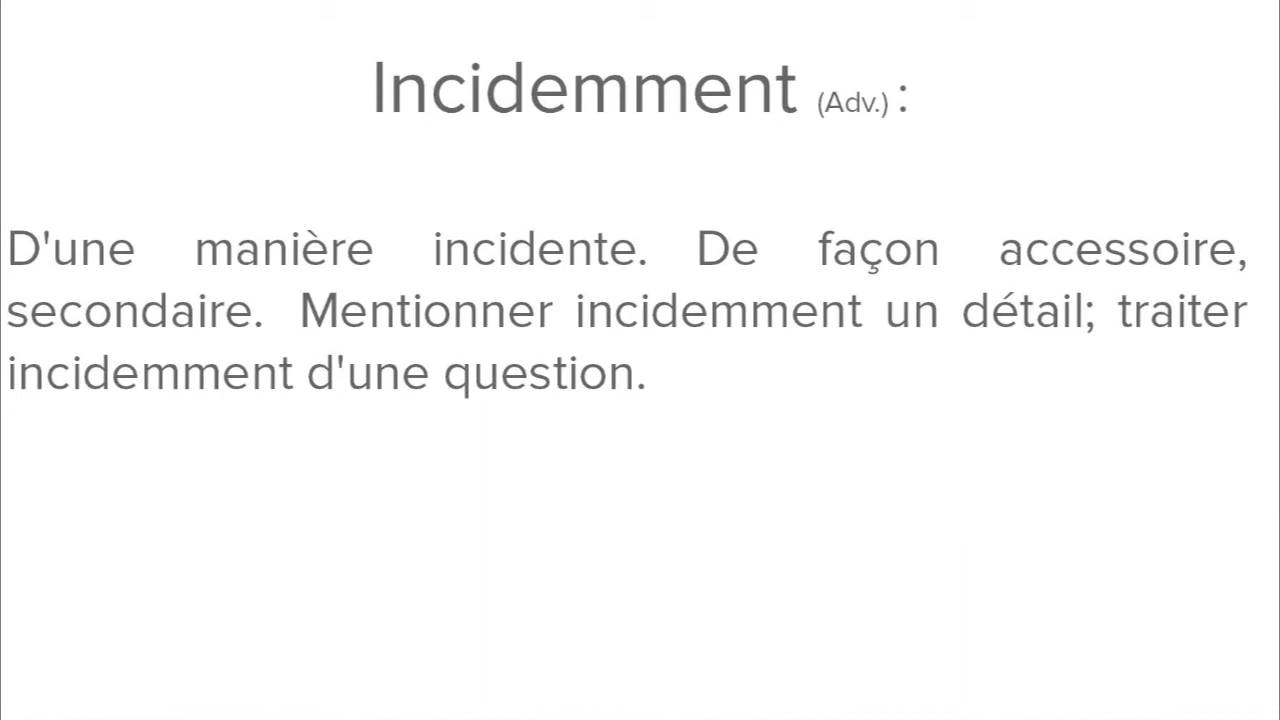 Incidemment (Adv.) :
D'une manière incidente. De façon accessoire,
secondaire. Mentionner incidemment un détail; traiter
incidemment d'une question.